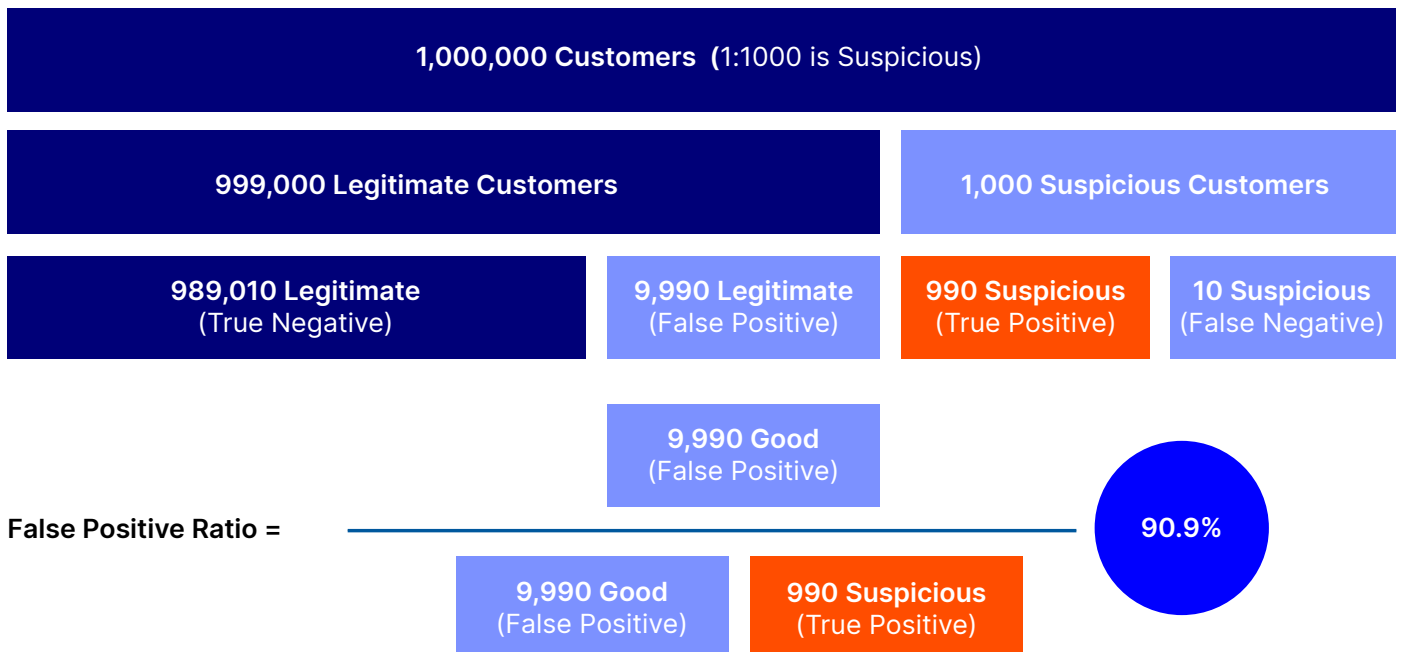 1,000,000 Customers (1:1000 is Suspicious)
999,000 Legitimate Customers
1,000 Suspicious Customers
989,010 Legitimate
(True Negative)
9,990 Legitimate
(False Positive)
990 Suspicious
(True Positive)
10 Suspicious
(False Negative)
9,990 Good
(False Positive)
False Positive Ratio =
90.9%
9,990 Good
(False Positive)
990 Suspicious
(True Positive)